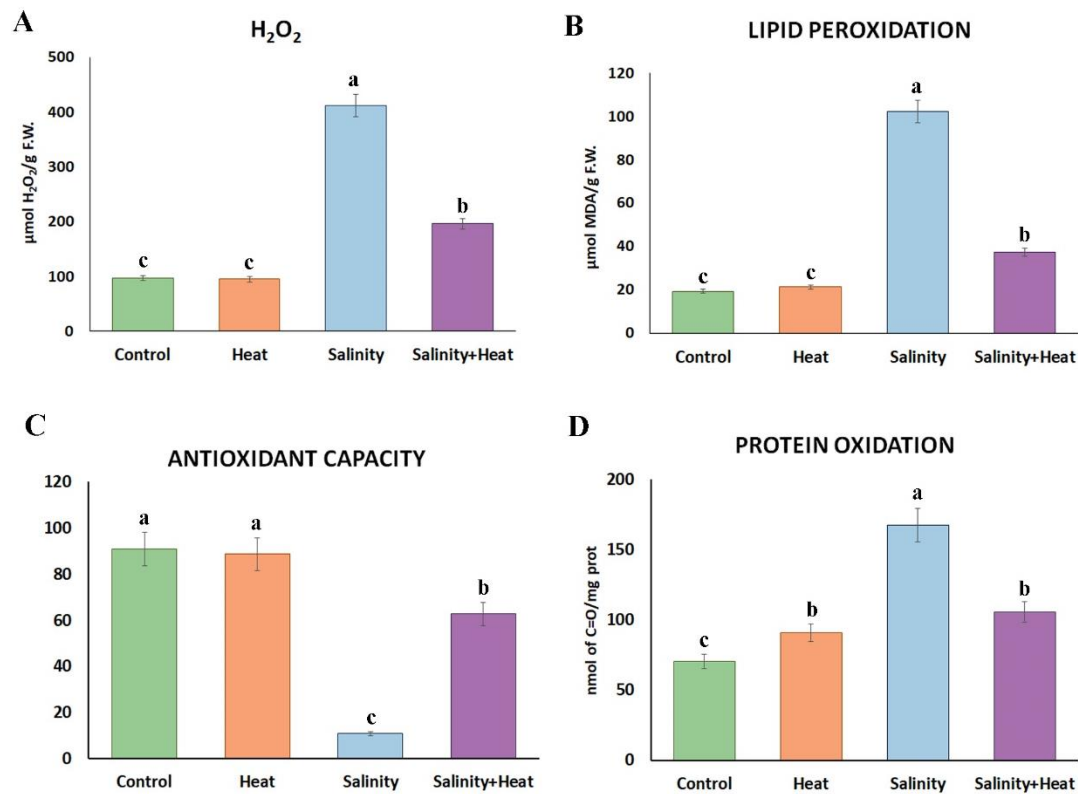 A
H₂O₂
µmol H₂O₂/g F.W.
500
400
300
200
100
0
c
c
a
b
Control Heat Salinity Salinity+Heat
B
LIPID PEROXIDATION
µmol MDA/g F.W.
120
100
80
60
40
20
0
c
c
a
b
Control Heat Salinity Salinity+Heat
C
ANTIOXIDANT CAPACITY
120
100
80
60
40
20
0
a
a
c
b
Control Heat Salinity Salinity+Heat
D
PROTEIN OXIDATION
nmol of C=O/mg prot
200
150
100
50
0
c
b
a
b
Control Heat Salinity Salinity+Heat